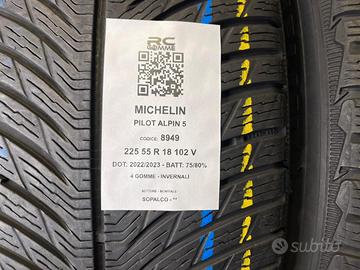 RC
GOMME
MICHELIN
PILOT ALPIN 5
CODICE: 8949
225 55 R 18 102 V
DOT: 2022/2023 - BATT: 75/80%
4 GOMME - INVERNALI
SOPALCO - **
subito